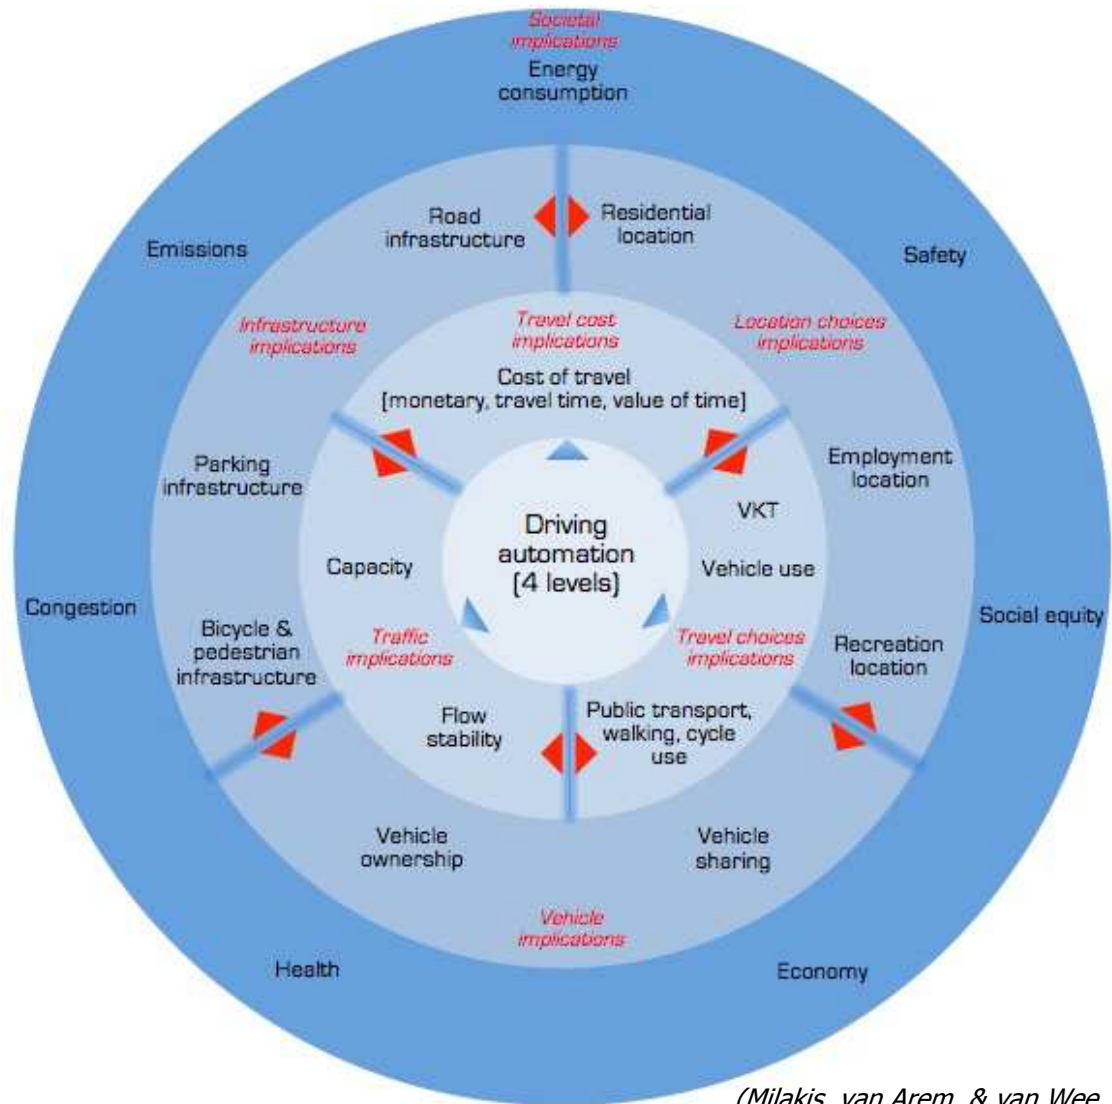 Societal
implications
Energy
consumption
Road
infrastructure
Residential
location
Emissions
Safety
Infrastructure
implications
Travel cost
implications
Location choices
implications
Cost of travel
[monetary, travel time, value of time]
Parking
infrastructure
Employment
location
VKT
Driving
automation
(4 levels)
Capacity
Vehicle use
Congestion
Social equity
Bicycle &
pedestrian
infrastructure
Traffic
implications
Travel choices
implications
Recreation
location
Flow
stability
Public transport,
walking, cycle
use
Vehicle
ownership
Vehicle
sharing
Vehicle
implications
Health
Economy
(Milakis, van Arem, & van Wee